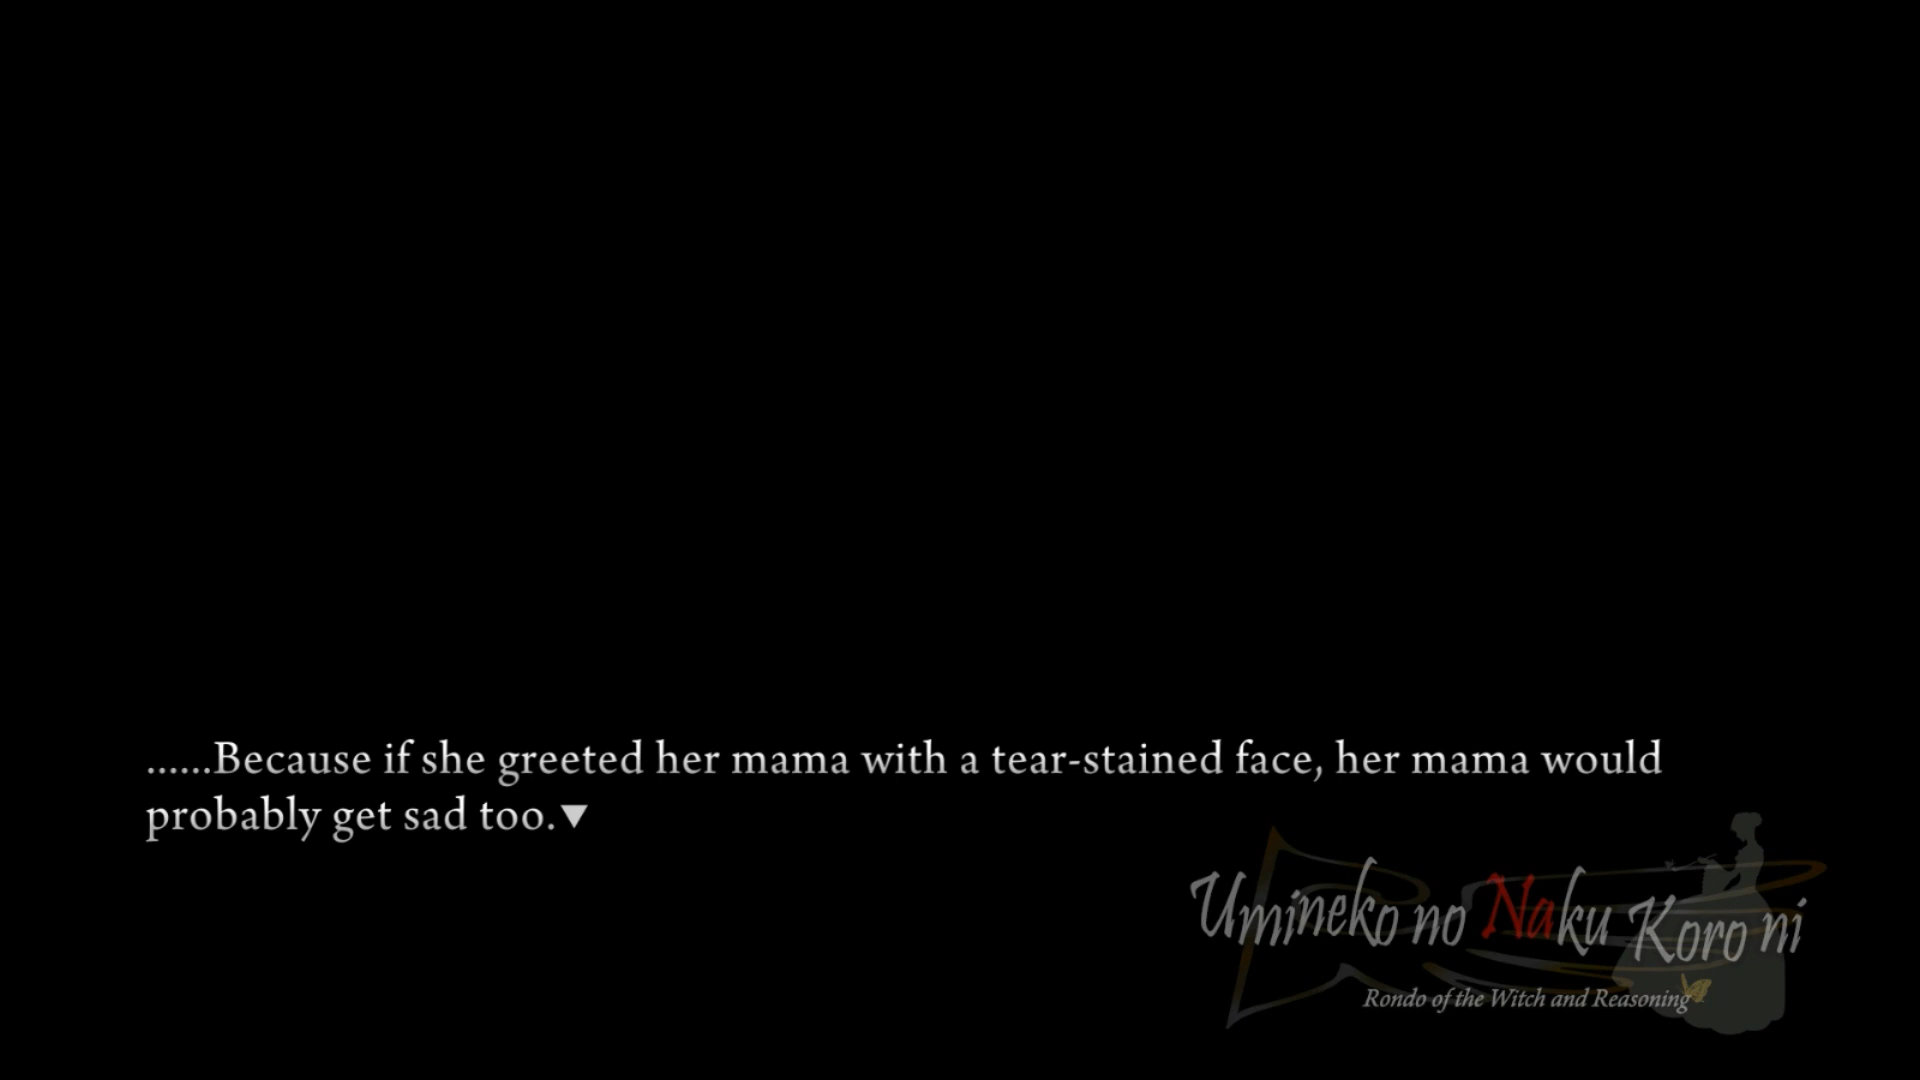 ......Because if she greeted her mama with a tear-stained face, her mama would
probably get sad too.▼
Umineko no Naku Koro ni
Rondo of the Witch and Reasoning